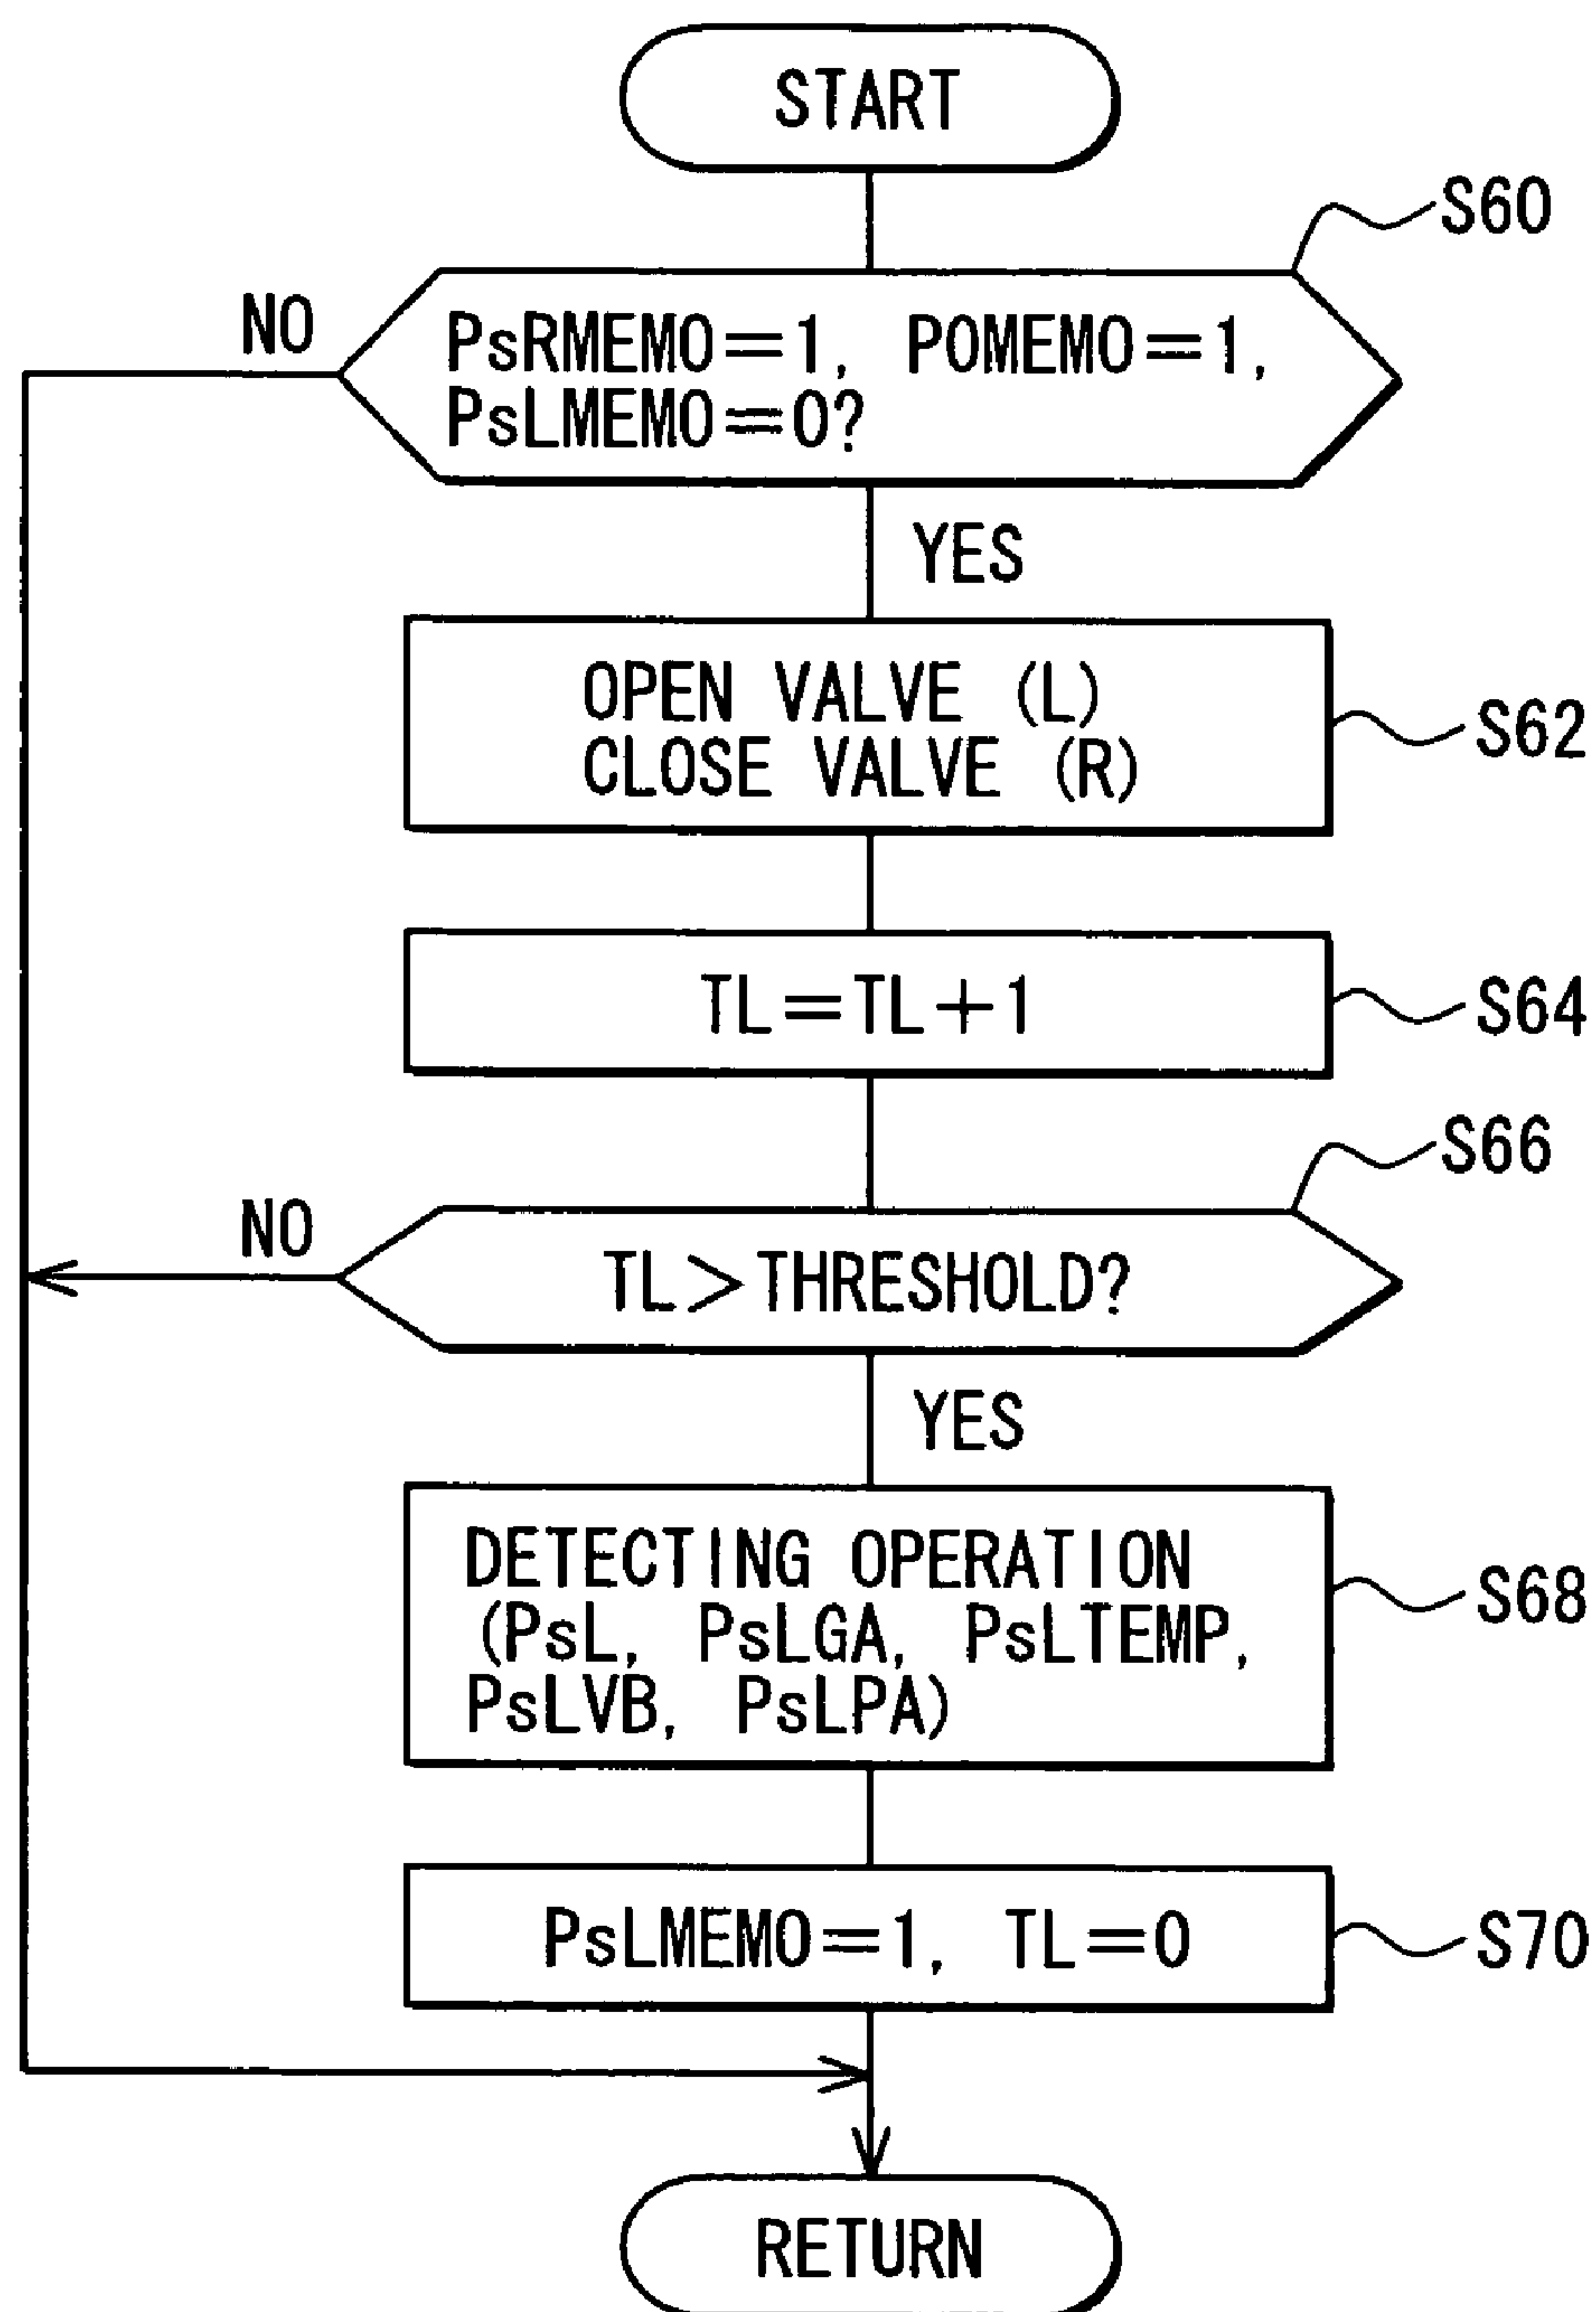 START
S60
NO
PsRMEMO=1, POMEMO=1,
PsLMEMO=0?
YES
OPEN VALVE (L)
CLOSE VALVE (R)
S62
TL=TL+1
S64
S66
NO
TL>THRESHOLD?
YES
DETECTING OPERATION
(PsL, PsLGA, PsLTEMP,
PsLVB, PsLPA)
S68
PsLMEMO=1, TL=0
S70
RETURN